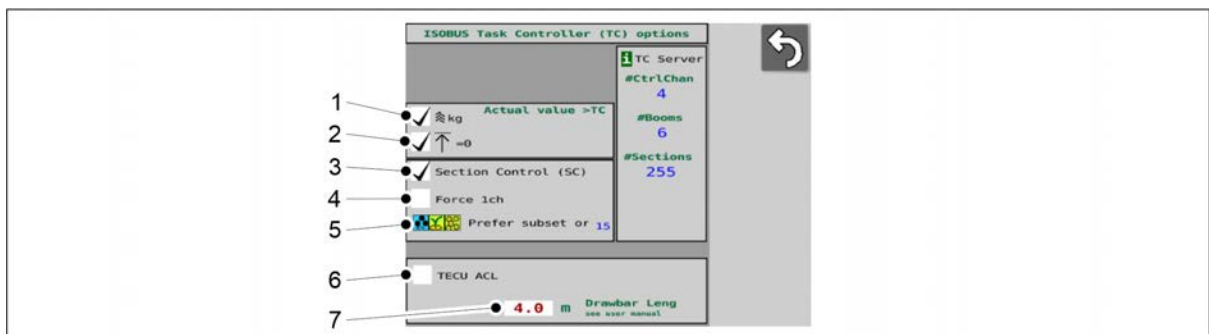 ISOBUS Task Controller (TC) options
i TC Server
#CtrlChan
4
#Booms
6
#Sections
255
1
Actual value >TC
kg
2
=0
3
Section Control (SC)
4
Force 1ch
5
Prefer subset or 15
6
TECU ACL
7
4.0 m Drawbar Leng
see user manual